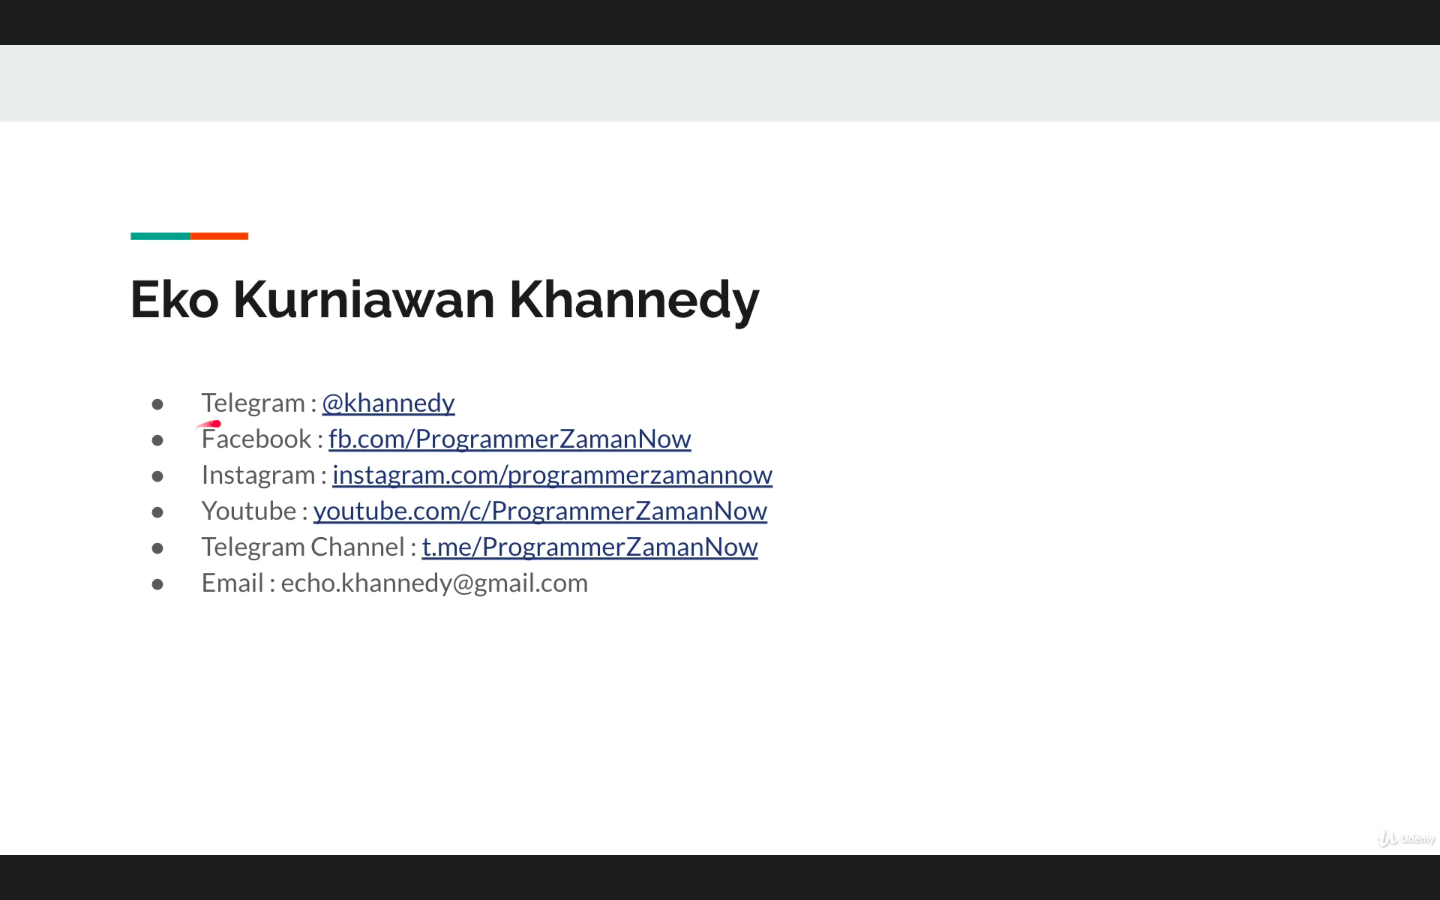 Eko Kurniawan Khannedy
● Telegram : @khannedy
● Facebook : fb.com/ProgrammerZamanNow
● Instagram : instagram.com/programmerzamannow
● Youtube : youtube.com/c/ProgrammerZamanNow
● Telegram Channel : t.me/ProgrammerZamanNow
● Email : echo.khannedy@gmail.com
Udemy